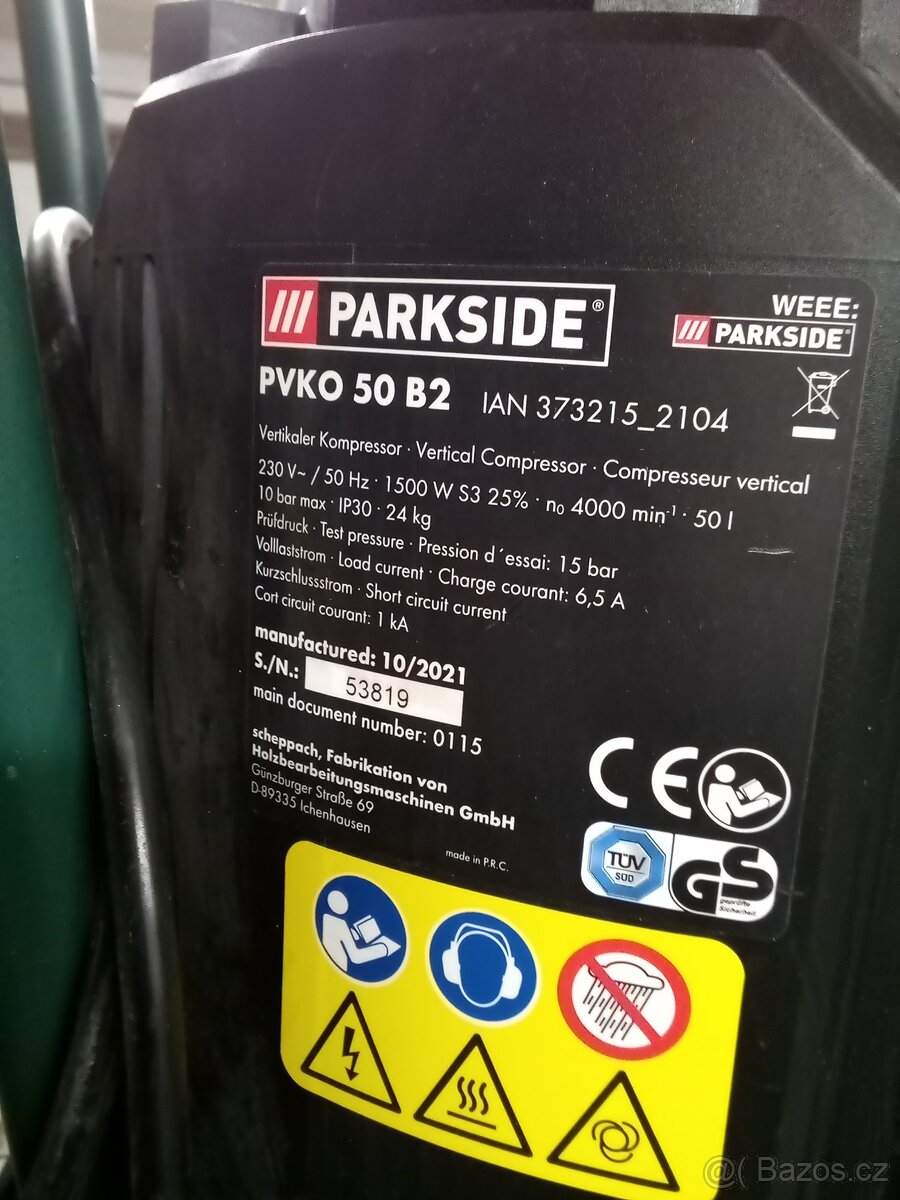 PARKSIDE®
WEEE:
PARKSIDE®
PVKO 50 B2 IAN 373215_2104
Vertikaler Kompressor · Vertical Compressor · Compresseur vertical
230 V~ / 50 Hz · 1500 W S3 25% · n₀ 4000 min⁻¹ · 50 l
10 bar max · IP30 · 24 kg
Prüfdruck · Test pressure · Pression d´essai: 15 bar
Volllaststrom · Load current · Charge courant: 6,5 A
Kurzschlussstrom · Short circuit current
Cort circuit courant: 1 kA
manufactured: 10/2021
S./N.: 53819
main document number: 0115
scheppach, Fabrikation von
Holzbearbeitungsmaschinen GmbH
Günzburger Straße 69
D-89335 Ichenhausen
made in P.R.C.
CE
TÜV
SÜD
GS
geprüfte
Sicherheit
@( Bazos.cz